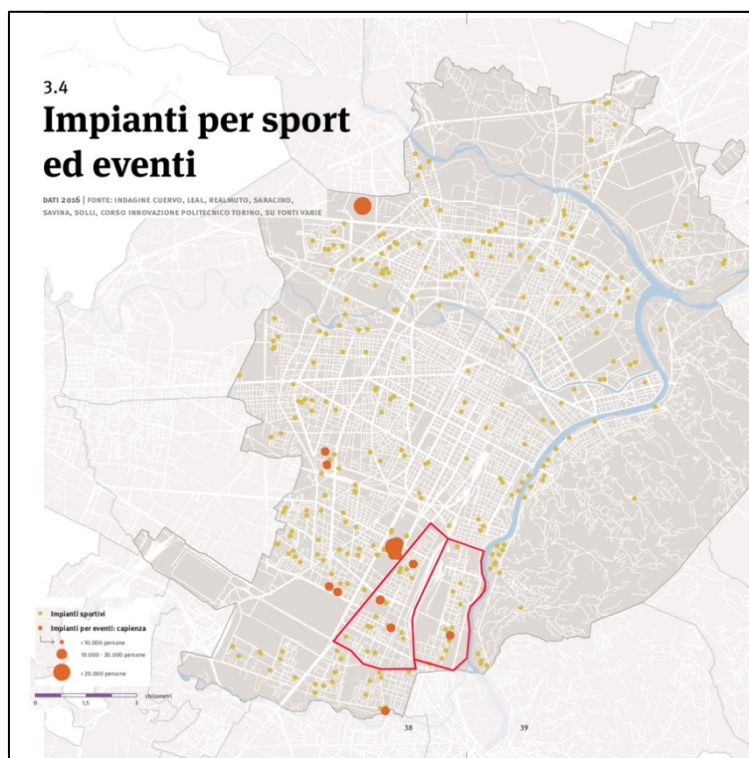 3.4
Impianti per sport
ed eventi
DATI 2016 | FONTE: INDAGINE CUERVO, LEAL, REALMUTO, SARACINO,
SAVINA, SOLLI, CORSO INNOVAZIONE POLITECNICO TORINO, SU FONTI VARIE
Impianti sportivi
Impianti per eventi: capienza
<10.000 persone
10.000 - 20.000 persone
>20.000 persone
chilometri
0 1,5 3
38 39